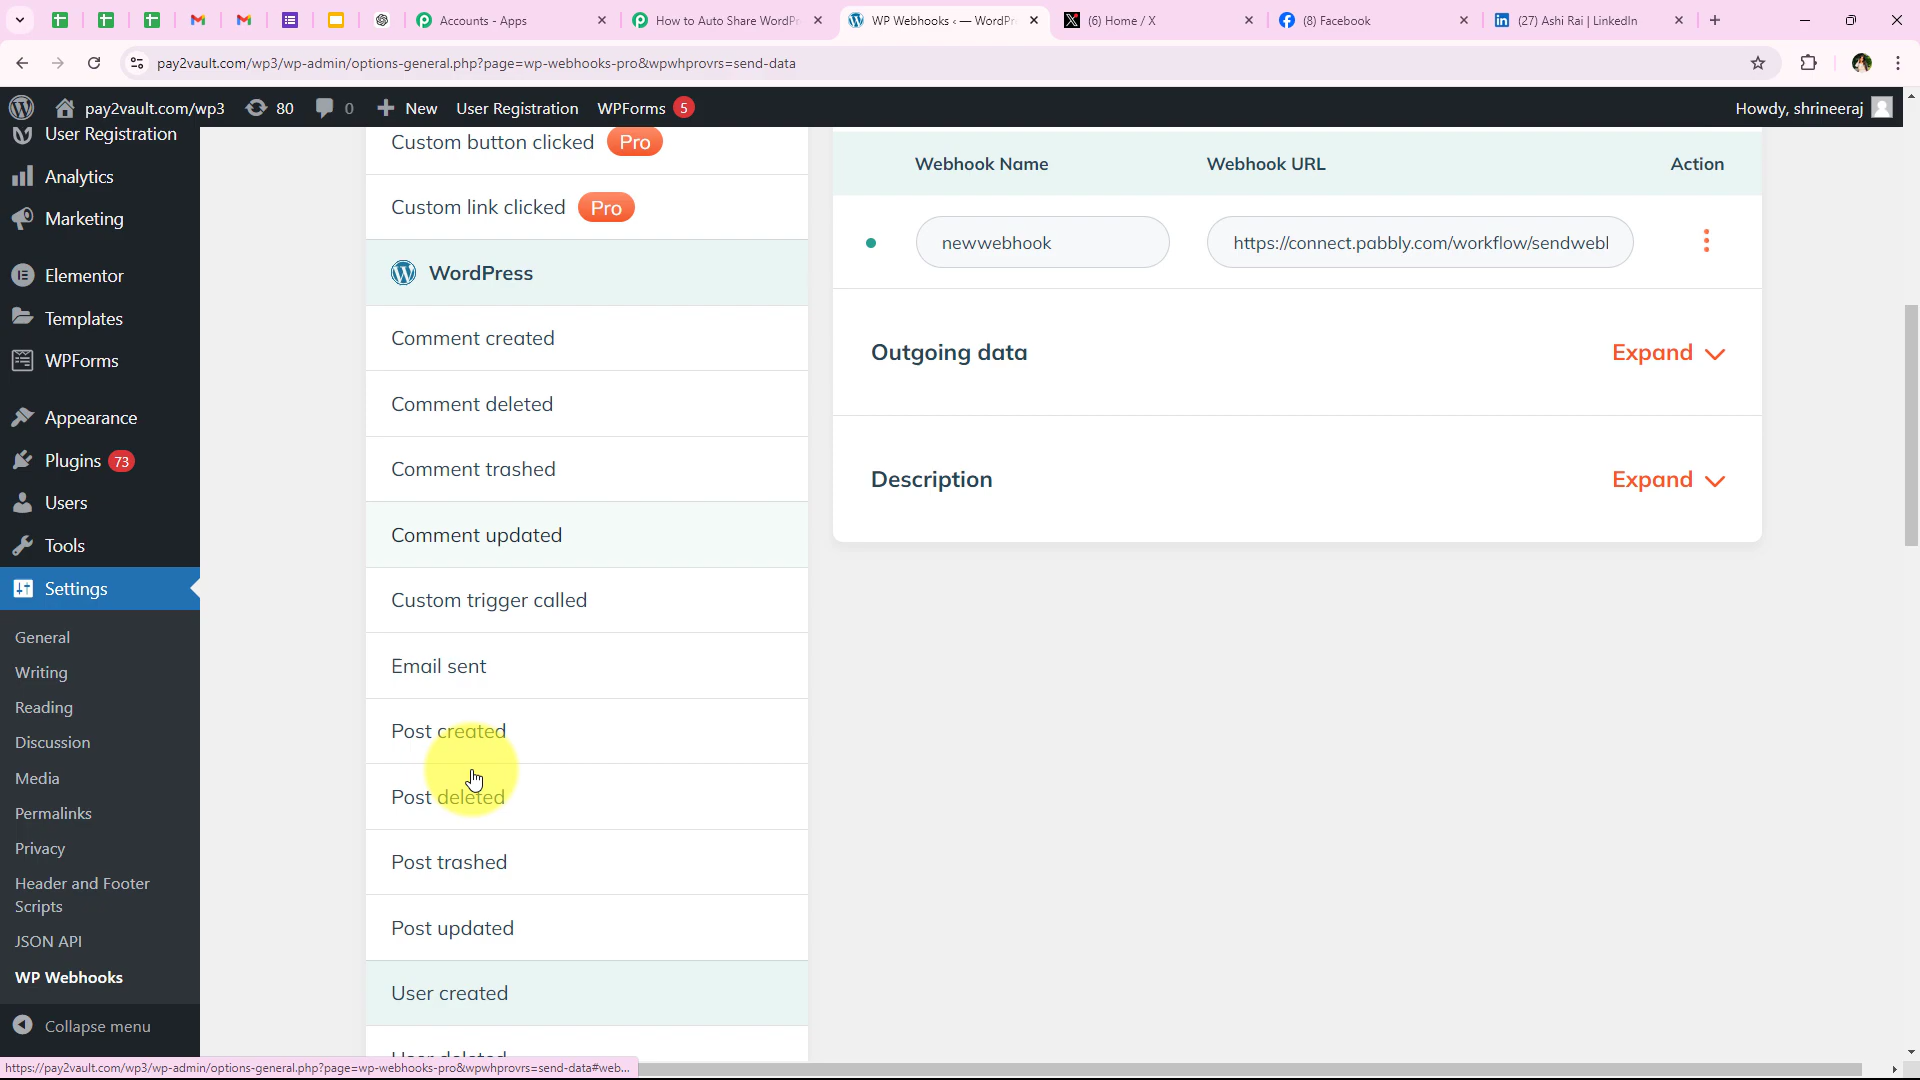 Accounts - Apps
How to Auto Share WordPr
WP Webhooks ‹ — WordPr
(6) Home / X
(8) Facebook
(27) Ashi Rai | LinkedIn
pay2vault.com/wp3/wp-admin/options-general.php?page=wp-webhooks-pro&wpwhprovrs=send-data
pay2vault.com/wp3
80
0
New
User Registration
WPForms 5
Howdy, shrineeraj
User Registration
Analytics
Marketing
Elementor
Templates
WPForms
Appearance
Plugins 73
Users
Tools
Settings
General
Writing
Reading
Discussion
Media
Permalinks
Privacy
Header and Footer
Scripts
JSON API
WP Webhooks
Collapse menu
Custom button clicked Pro
Custom link clicked Pro
WordPress
Comment created
Comment deleted
Comment trashed
Comment updated
Custom trigger called
Email sent
Post created
Post deleted
Post trashed
Post updated
User created
User deleted
Webhook Name
Webhook URL
Action
newwebhook
https://connect.pabbly.com/workflow/sendwebl
Outgoing data
Expand
Description
Expand
https://pay2vault.com/wp3/wp-admin/options-general.php?page=wp-webhooks-pro&wpwhprovrs=send-data#web...